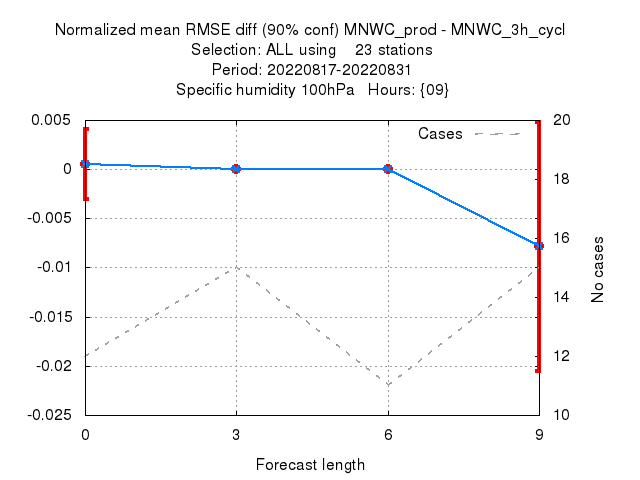 Normalized mean RMSE diff (90% conf) MNWC_prod - MNWC_3h_cycl
Selection: ALL using    23 stations
Period: 20220817-20220831
Specific humidity 100hPa   Hours: {09}
Cases
0.005
0
-0.005
-0.01
-0.015
-0.02
-0.025
20
18
16
14
12
10
No cases
0
3
6
9
Forecast length